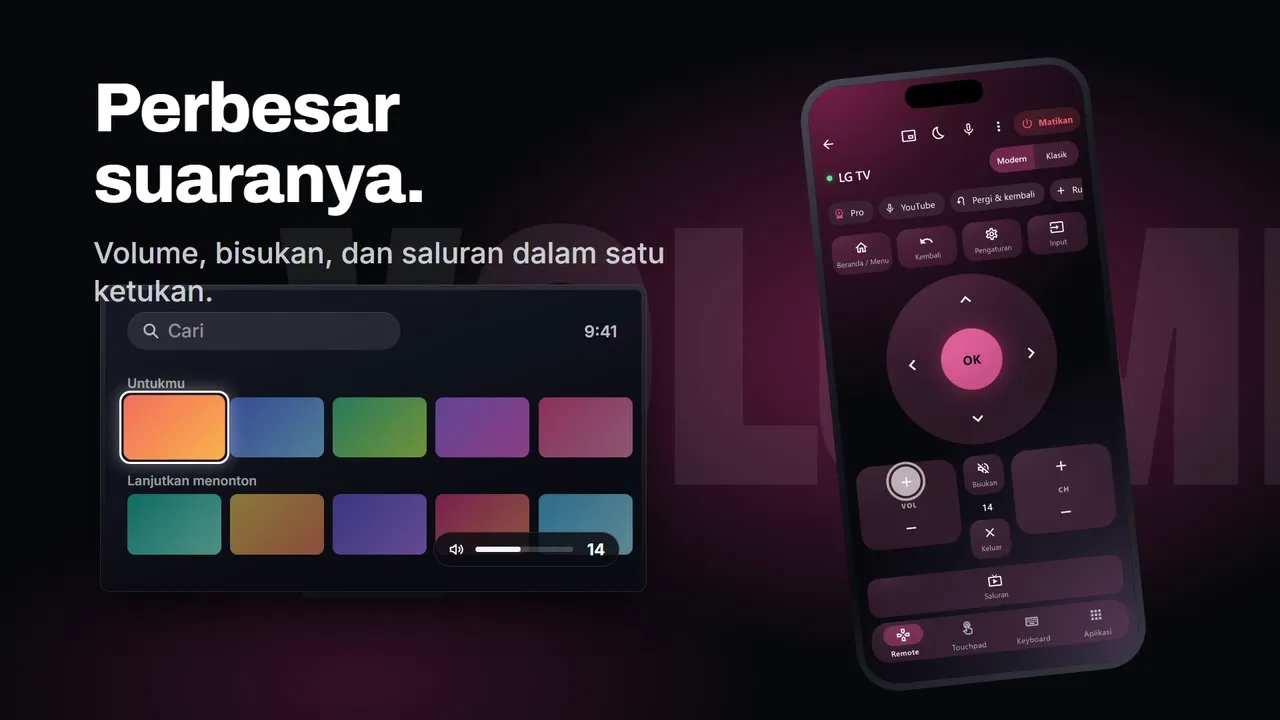 Perbesar
suaranya.
Volume, bisukan, dan saluran dalam satu
ketukan.
Cari
9:41
Untukmu
Lanjutkan menonton
14
Matikan
LG TV
Modern
Klasik
Pro
YouTube
Pergi & kembali
Ru
Beranda / Menu
Kembali
Pengaturan
Input
OK
VOL
Bisukan
14
CH
Keluar
Saluran
Remote
Touchpad
Keyboard
Aplikasi